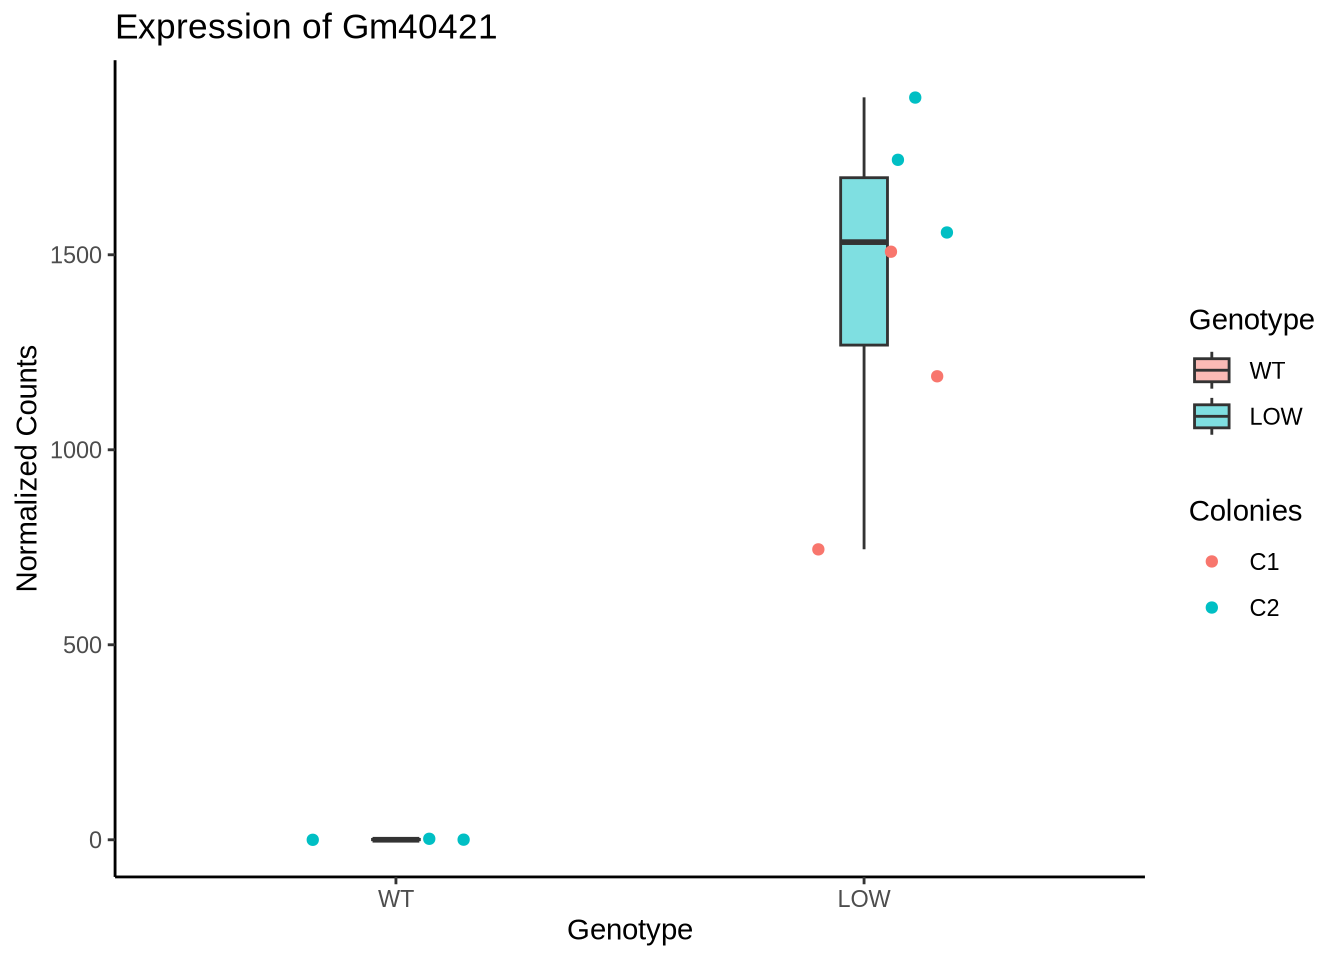 Expression of Gm40421
Normalized Counts
1500
1000
500
0
WT
LOW
Genotype
Genotype
WT
LOW
Colonies
C1
C2